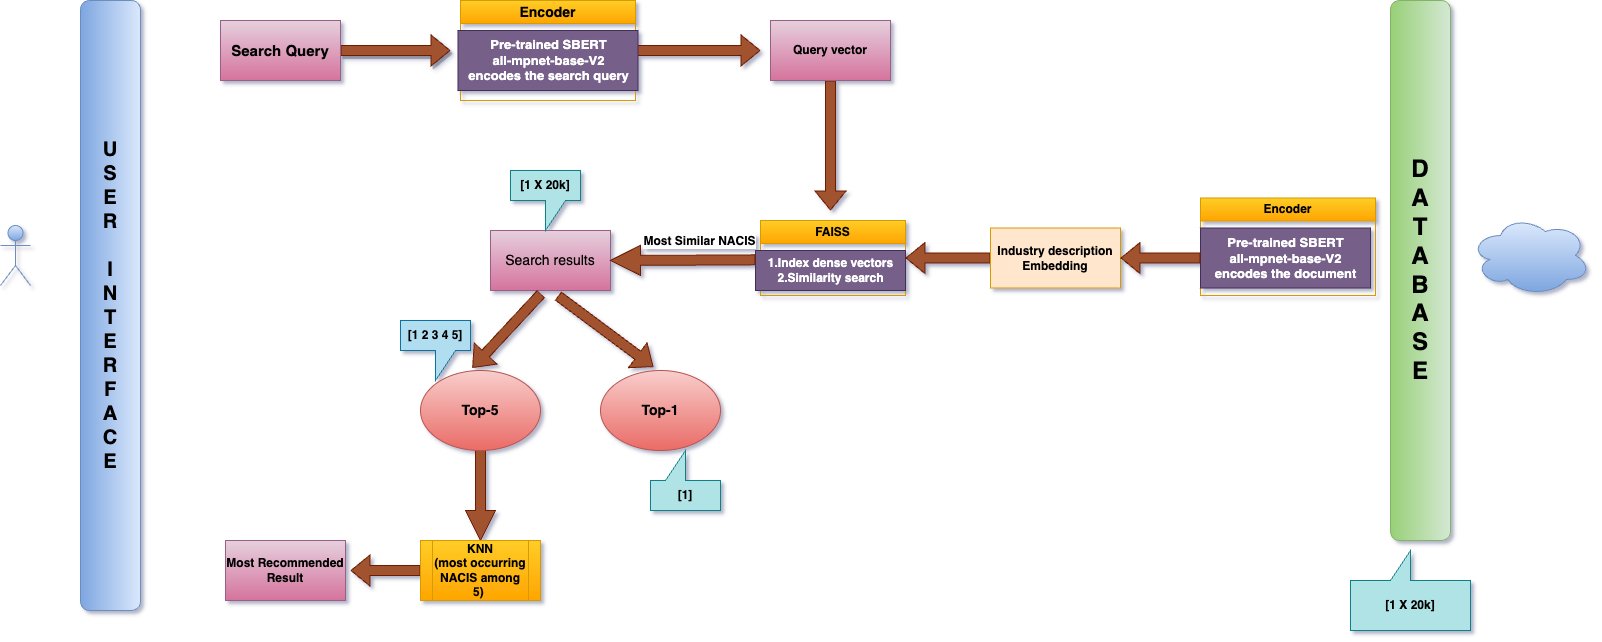 USER INTERFACE
Search Query
Encoder
Pre-trained SBERT
all-mpnet-base-V2
encodes the search query
Query vector
DATABASE
[1 X 20k]
Search results
Most Similar NACIS
FAISS
1.Index dense vectors
2.Similarity search
Industry description
Embedding
Encoder
Pre-trained SBERT
all-mpnet-base-V2
encodes the document
[1 2 3 4 5]
Top-5
Top-1
[1]
KNN
(most occurring
NACIS among
5)
Most Recommended
Result
[1 X 20k]